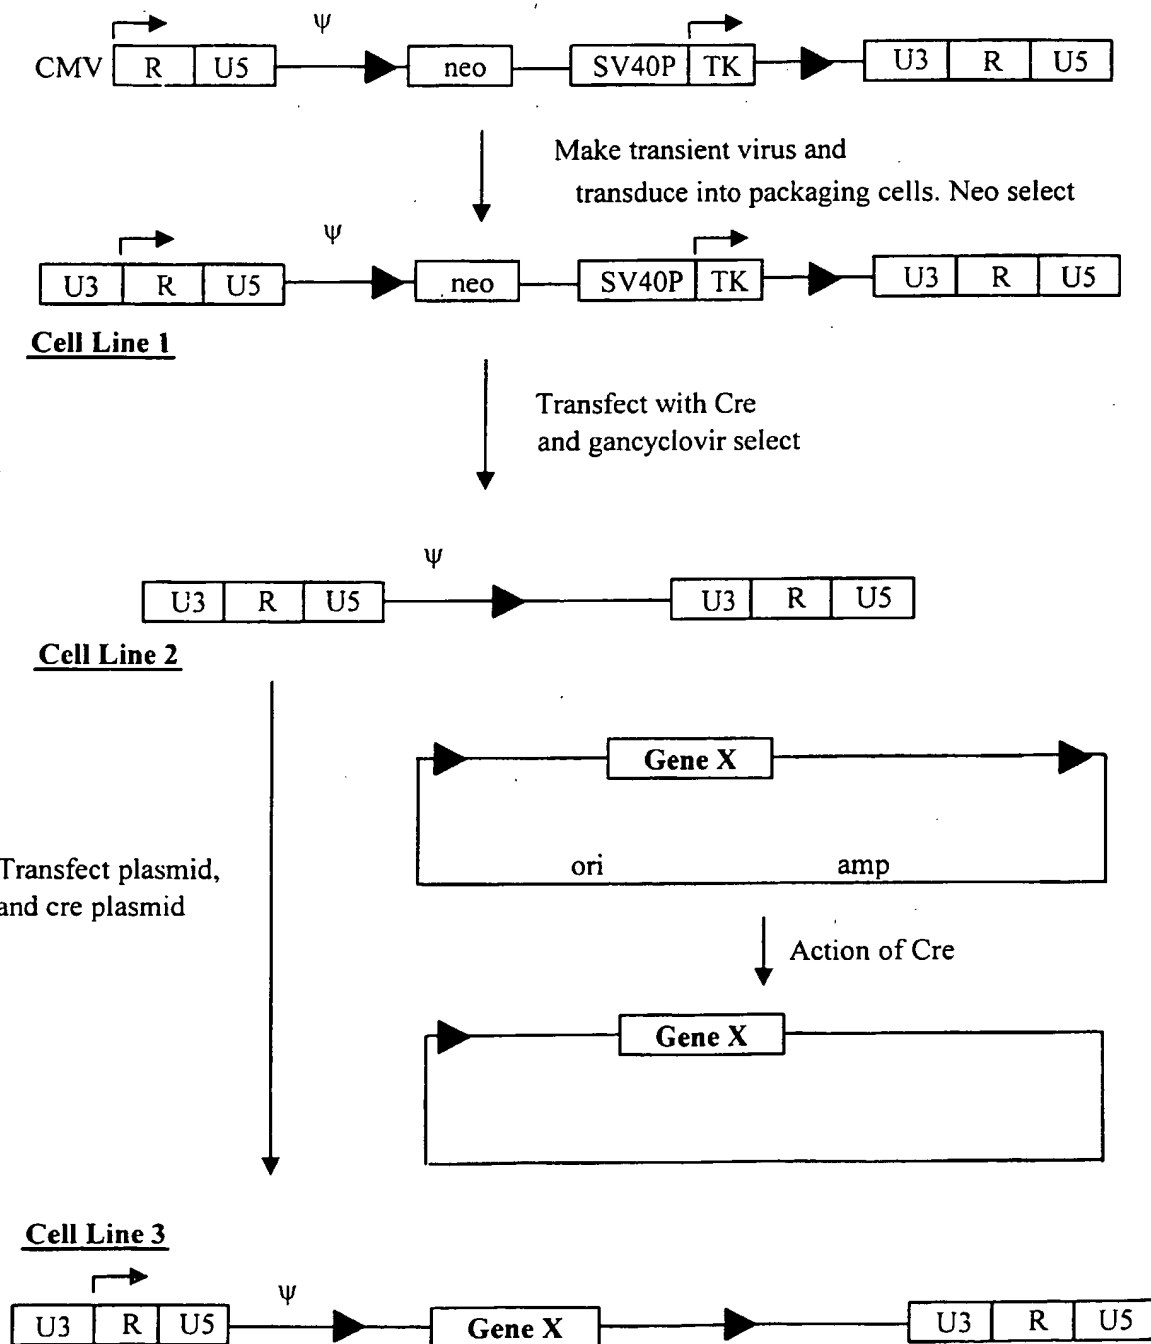 ψ
CMV R U5 neo SV40P TK U3 R U5
Make transient virus and
transduce into packaging cells. Neo select
ψ
U3 R U5 neo SV40P TK U3 R U5
Cell Line 1
Transfect with Cre
and gancyclovir select
ψ
U3 R U5 U3 R U5
Cell Line 2
Gene X
ori amp
Transfect plasmid,
and cre plasmid
Action of Cre
Gene X
Cell Line 3
ψ
U3 R U5 Gene X U3 R U5